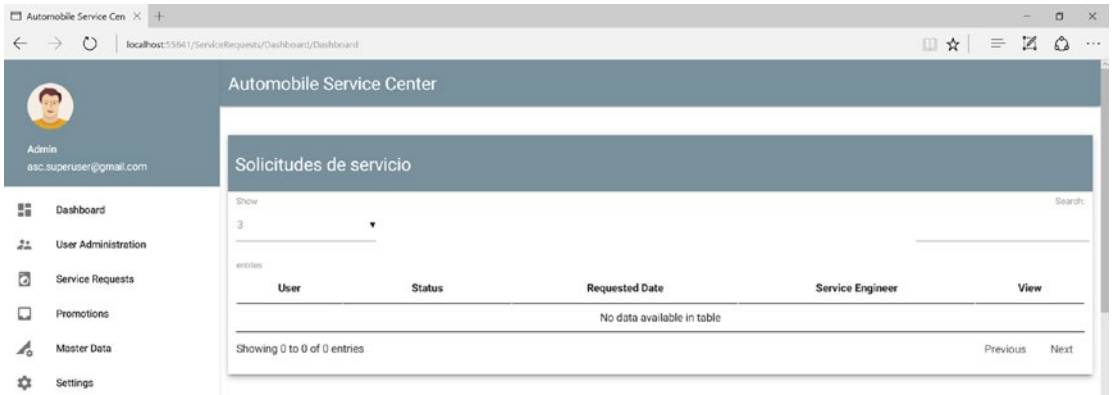 Automobile Service Cen
localhost:55641/ServiceRequests/Dashboard/Dashboard
Automobile Service Center
Admin
asc.superuser@gmail.com
Dashboard
User Administration
Service Requests
Promotions
Master Data
Settings
Solicitudes de servicio
Show
Search:
3
entries
User Status Requested Date Service Engineer View
No data available in table
Showing 0 to 0 of 0 entries
Previous Next